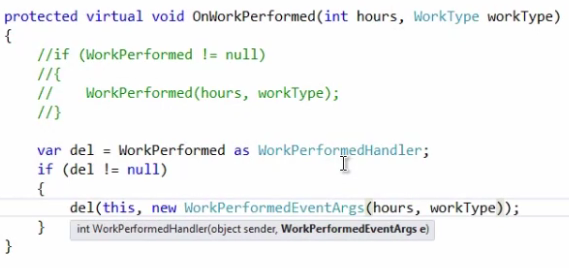 protected virtual void OnWorkPerformed(int hours, WorkType workType)
{
    //if (WorkPerformed != null)
    //{
    //    WorkPerformed(hours, workType);
    //}

    var del = WorkPerformed as WorkPerformedHandler;
    if (del != null)
    {
        del(this, new WorkPerformedEventArgs(hours, workType));
    }
int WorkPerformedHandler(object sender, WorkPerformedEventArgs e)
}